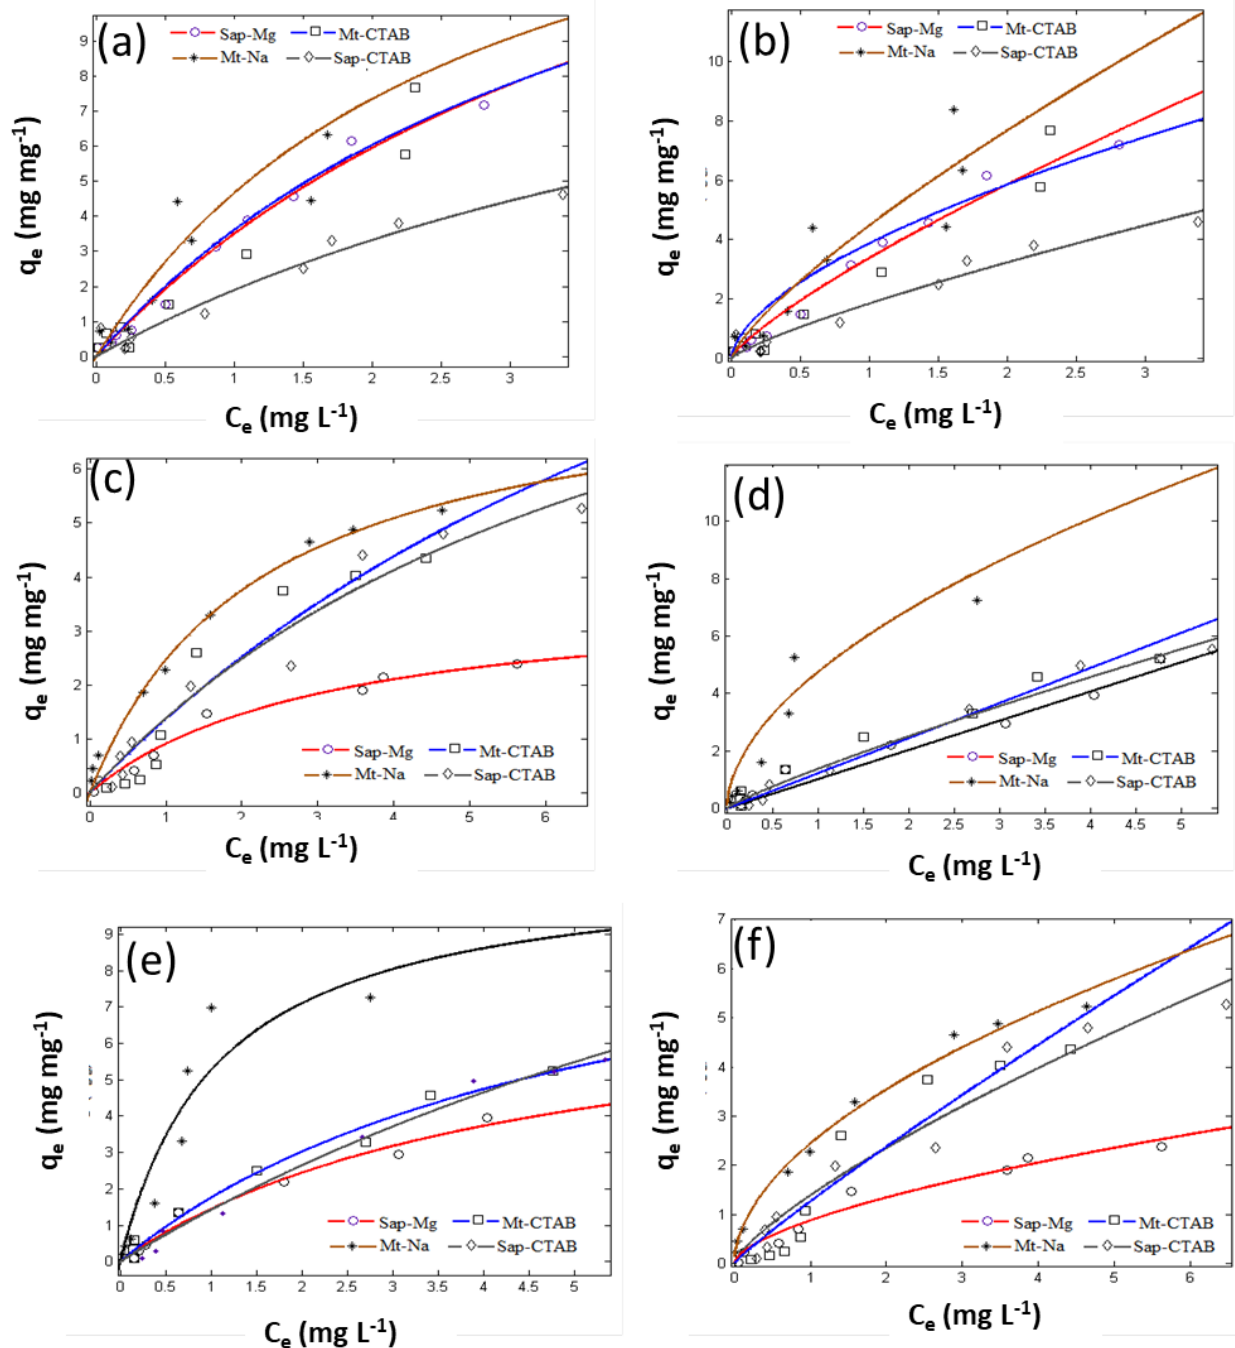 (a)
Sap-Mg Mt-CTAB
Mt-Na Sap-CTAB
9
8
7
6
5
4
3
2
1
0
qe (mg mg-1)
0 0.5 1 1.5 2 2.5 3
Ce (mg L-1)
(b)
Sap-Mg Mt-CTAB
Mt-Na Sap-CTAB
10
8
6
4
2
0
qe (mg mg-1)
0 0.5 1 1.5 2 2.5 3
Ce (mg L-1)
(c)
6
5
4
3
2
1
0
qe (mg mg-1)
Sap-Mg Mt-CTAB
Mt-Na Sap-CTAB
0 1 2 3 4 5 6
Ce (mg L-1)
(d)
10
8
6
4
2
0
qe (mg mg-1)
Sap-Mg Mt-CTAB
Mt-Na Sap-CTAB
0 0.5 1 1.5 2 2.5 3 3.5 4 4.5 5
Ce (mg L-1)
(e)
9
8
7
6
5
4
3
2
1
0
qe (mg mg-1)
Sap-Mg Mt-CTAB
Mt-Na Sap-CTAB
0 0.5 1 1.5 2 2.5 3 3.5 4 4.5 5
Ce (mg L-1)
(f)
7
6
5
4
3
2
1
0
qe (mg mg-1)
Sap-Mg Mt-CTAB
Mt-Na Sap-CTAB
0 1 2 3 4 5 6
Ce (mg L-1)